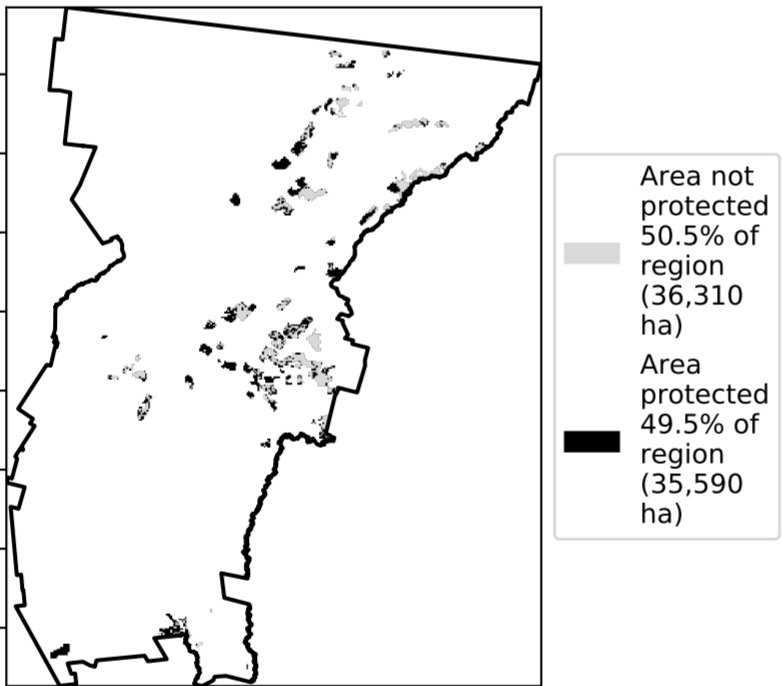 Area not
protected
50.5% of
region
(36,310
ha)
Area
protected
49.5% of
region
(35,590
ha)